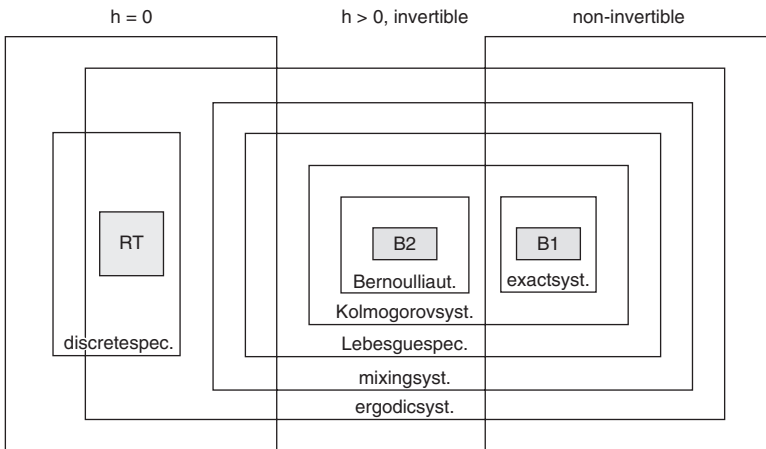 h = 0
h > 0, invertible
non-invertible
RT
B2
B1
Bernoulliaut.
exactsyst.
Kolmogorovsyst.
discretespec.
Lebesguespec.
mixingsyst.
ergodicsyst.